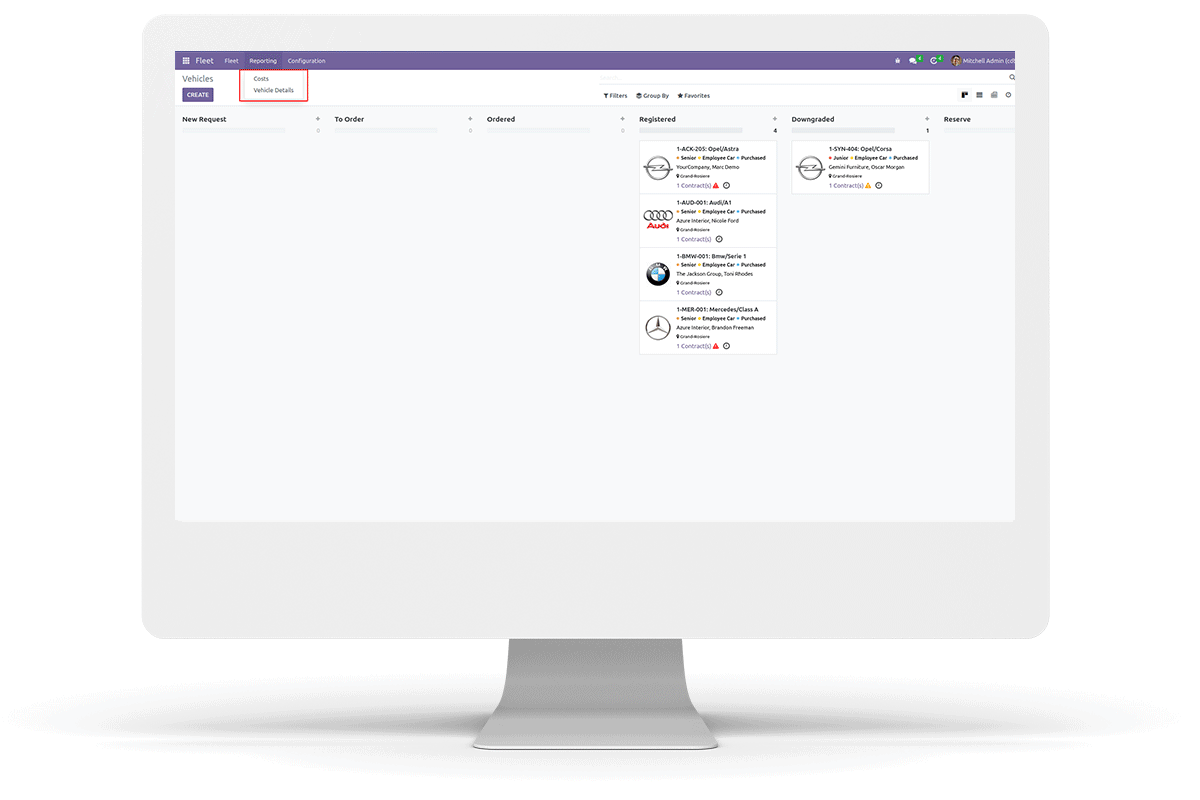 Fleet Fleet Reporting Configuration 4 4 Mitchell Admin
Vehicles Costs
CREATE Vehicle Details Filters Group By Favorites
New Request + To Order + Ordered + Registered + Downgraded + Reserve
0 0 0 4 1
1-ACK-205: Opel/Astra
Senior Employee Car Purchased
YourCompany, Marc Demo
Grand-Rosiere
1 Contract(s)
1-AUD-001: Audi/A1
Senior Employee Car Purchased
Azure Interior, Nicole Ford
Audi
Grand-Rosiere
1 Contract(s)
1-BMW-001: Bmw/Serie 1
Senior Employee Car Purchased
The Jackson Group, Toni Rhodes
Grand-Rosiere
1 Contract(s)
1-MER-001: Mercedes/Class A
Senior Employee Car Purchased
Azure Interior, Brandon Freeman
Grand-Rosiere
1 Contract(s)
1-SYN-404: Opel/Corsa
Junior Employee Car Purchased
Gemini Furniture, Oscar Morgan
Grand-Rosiere
1 Contract(s)